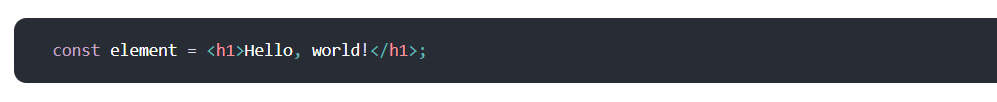 const element = <h1>Hello, world!</h1>;